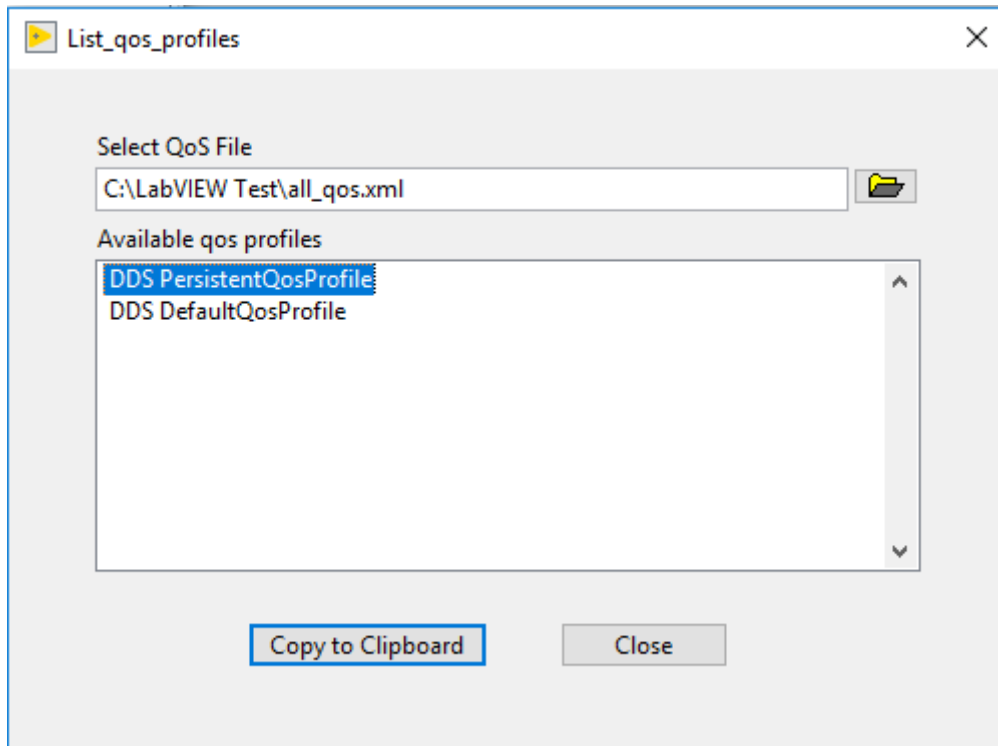 List_qos_profiles
Select QoS File
C:\LabVIEW Test\all_qos.xml
Available qos profiles
DDS PersistentQosProfile
DDS DefaultQosProfile
Copy to Clipboard
Close